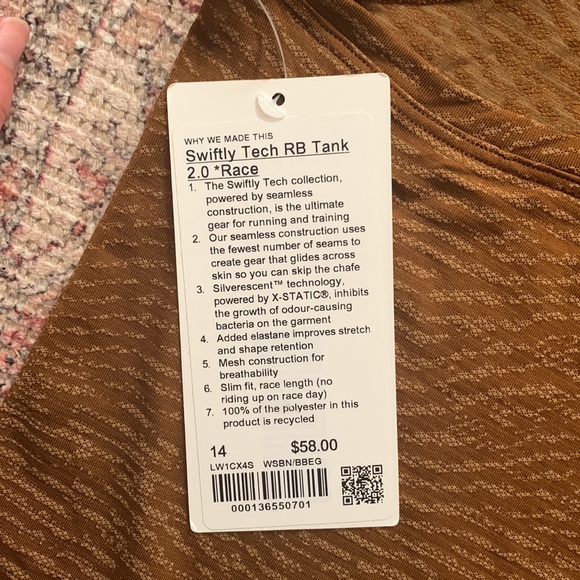 WHY WE MADE THIS
Swiftly Tech RB Tank
2.0 *Race
1. The Swiftly Tech collection,
powered by seamless
construction, is the ultimate
gear for running and training
2. Our seamless construction uses
the fewest number of seams to
create gear that glides across
skin so you can skip the chafe
3. Silverescent™ technology,
powered by X-STATIC®, inhibits
the growth of odour-causing
bacteria on the garment
4. Added elastane improves stretch
and shape retention
5. Mesh construction for
breathability
6. Slim fit, race length (no
riding up on race day)
7. 100% of the polyester in this
product is recycled
14 $58.00
LW1CX4S WSBN/BBEG
000136550701